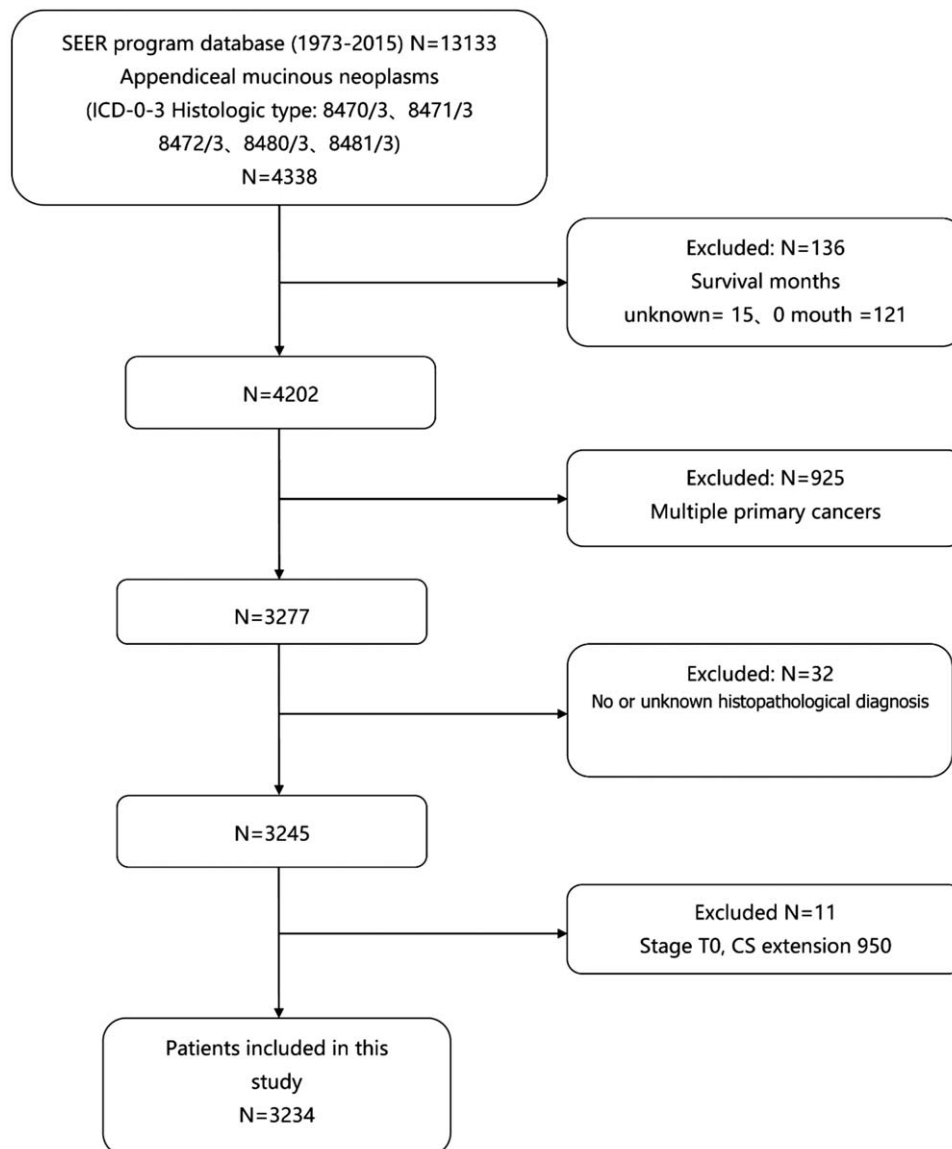 SEER program database (1973-2015) N=13133
Appendiceal mucinous neoplasms
(ICD-0-3 Histologic type: 8470/3、8471/3
8472/3、8480/3、8481/3)
N=4338
Excluded: N=136
Survival months
unknown= 15、0 mouth =121
N=4202
Excluded: N=925
Multiple primary cancers
N=3277
Excluded: N=32
No or unknown histopathological diagnosis
N=3245
Excluded N=11
Stage T0, CS extension 950
Patients included in this
study
N=3234